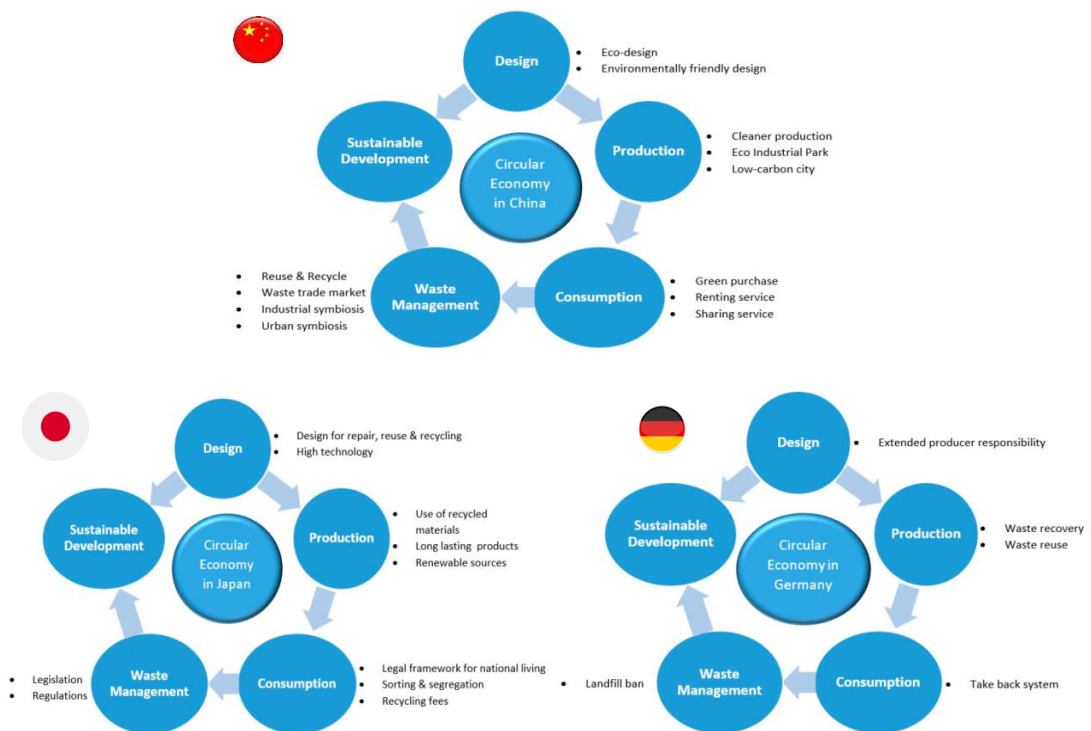 Design
• Eco-design
• Environmentally friendly design
Sustainable
Development
Circular
Economy
in China
Production
• Cleaner production
• Eco Industrial Park
• Low-carbon city
• Reuse & Recycle
• Waste trade market
• Industrial symbiosis
• Urban symbiosis
Waste
Management
Consumption
• Green purchase
• Renting service
• Sharing service
Design
• Design for repair, reuse & recycling
• High technology
Sustainable
Development
Circular
Economy
in Japan
Production
• Use of recycled
materials
• Long lasting products
• Renewable sources
• Legislation
• Regulations
Waste
Management
Consumption
• Legal framework for national living
• Sorting & segregation
• Recycling fees
Design
• Extended producer responsibility
Sustainable
Development
Circular
Economy in
Germany
Production
• Waste recovery
• Waste reuse
• Landfill ban
Waste
Management
Consumption
• Take back system